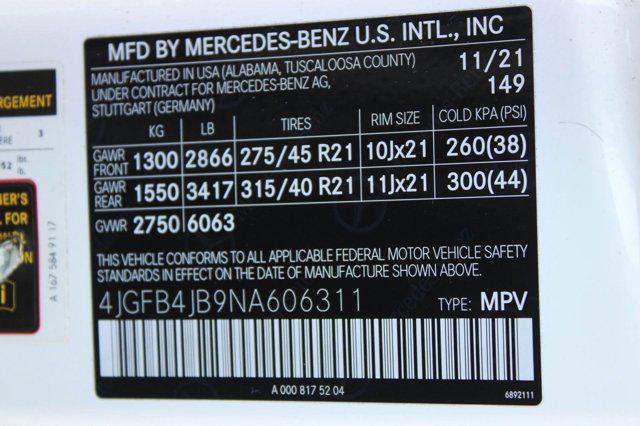 MFD BY MERCEDES-BENZ U.S. INTL., INC
MANUFACTURED IN USA (ALABAMA, TUSCALOOSA COUNTY) 11/21
UNDER CONTRACT FOR MERCEDES-BENZ AG, 149
STUTTGART (GERMANY)
KG LB TIRES RIM SIZE COLD KPA (PSI)
GAWR FRONT 1300 2866 275/45 R21 10Jx21 260(38)
GAWR REAR 1550 3417 315/40 R21 11Jx21 300(44)
GVWR 2750 6063
THIS VEHICLE CONFORMS TO ALL APPLICABLE FEDERAL MOTOR VEHICLE SAFETY
STANDARDS IN EFFECT ON THE DATE OF MANUFACTURE SHOWN ABOVE.
4JGFB4JB9NA606311 TYPE: MPV
A 000 817 52 04
6892111
3
lbs.
lb.
FOR
A 167 584 91 17